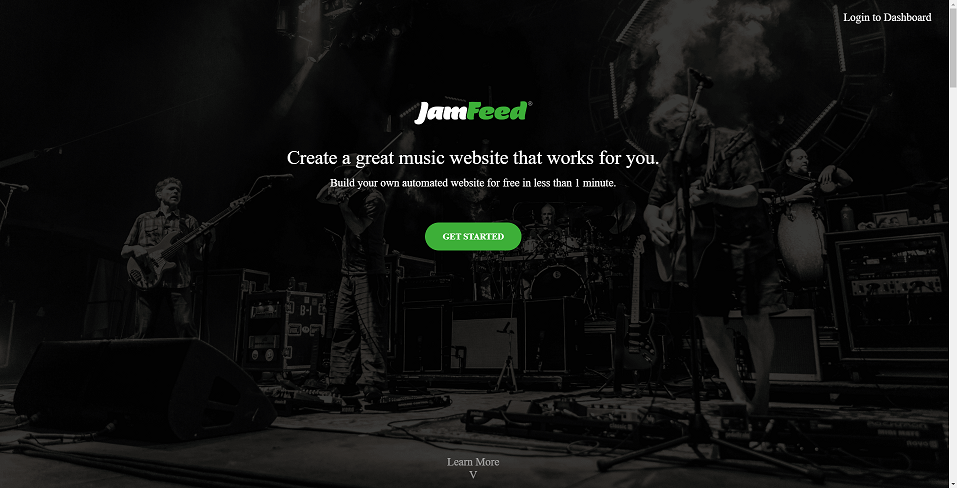 Login to Dashboard
JamFeed®
Create a great music website that works for you.
Build your own automated website for free in less than 1 minute.
GET STARTED
B-1
Learn More
V